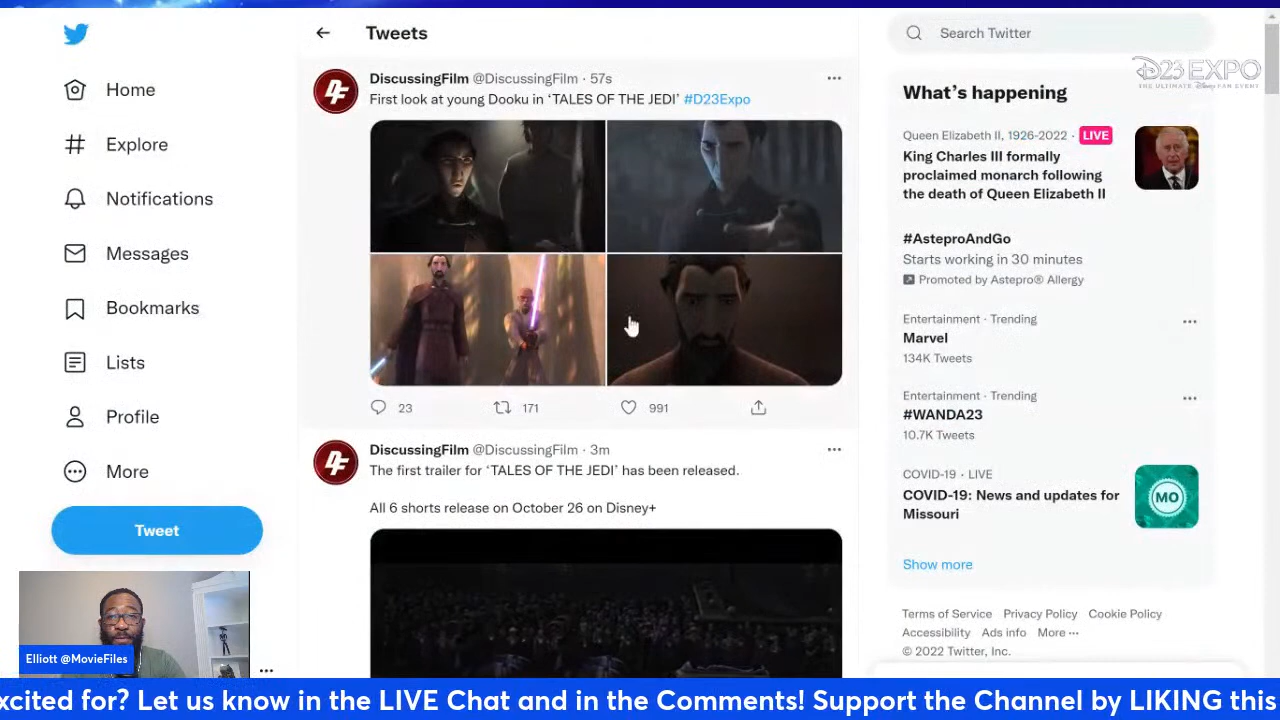 Tweets
Search Twitter
D23 EXPO
THE ULTIMATE Disney FAN EVENT
Home
Explore
Notifications
Messages
Bookmarks
Lists
Profile
More
Tweet
DiscussingFilm @DiscussingFilm · 57s
First look at young Dooku in ‘TALES OF THE JEDI’ #D23Expo
23 171 991
DiscussingFilm @DiscussingFilm · 3m
The first trailer for ‘TALES OF THE JEDI’ has been released.
All 6 shorts release on October 26 on Disney+
What’s happening
Queen Elizabeth II, 1926-2022 · LIVE
King Charles III formally
proclaimed monarch following
the death of Queen Elizabeth II
#AsteproAndGo
Starts working in 30 minutes
Promoted by Astepro® Allergy
Entertainment · Trending
Marvel
134K Tweets
Entertainment · Trending
#WANDA23
10.7K Tweets
COVID-19 · LIVE
COVID-19: News and updates for
Missouri
MO
Show more
Terms of Service Privacy Policy Cookie Policy
Accessibility Ads info More ···
© 2022 Twitter, Inc.
Elliott @MovieFiles
xcited for? Let us know in the LIVE Chat and in the Comments! Support the Channel by LIKING this